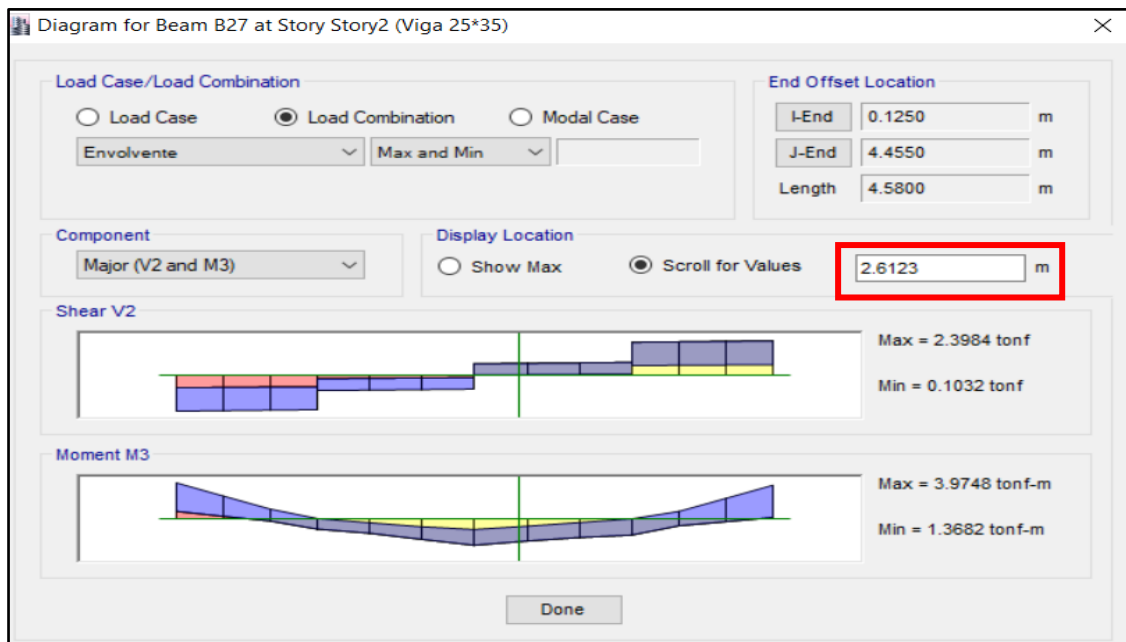 Diagram for Beam B27 at Story Story2 (Viga 25*35)
Load Case/Load Combination
Load Case Load Combination Modal Case
Envolvente Max and Min
End Offset Location
I-End 0.1250 m
J-End 4.4550 m
Length 4.5800 m
Component
Major (V2 and M3)
Display Location
Show Max Scroll for Values 2.6123 m
Shear V2
Max = 2.3984 tonf
Min = 0.1032 tonf
Moment M3
Max = 3.9748 tonf-m
Min = 1.3682 tonf-m
Done